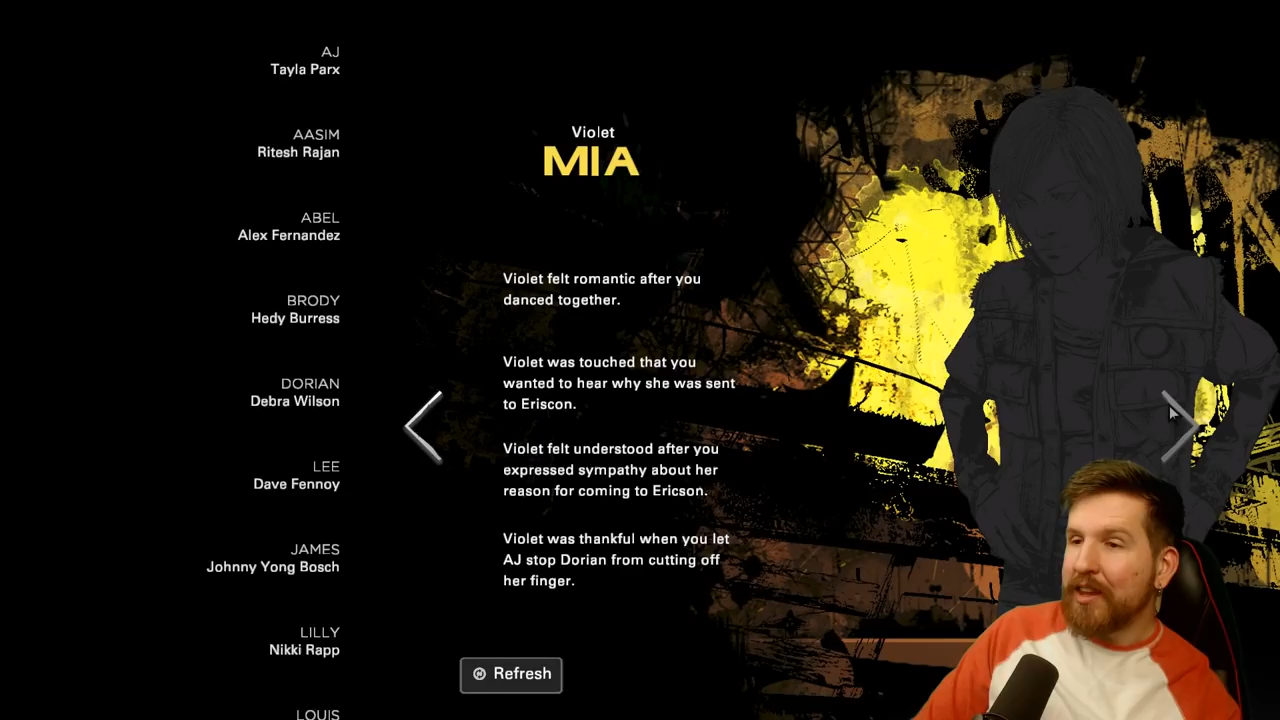 AJ
Tayla Parx
AASIM
Ritesh Rajan
ABEL
Alex Fernandez
BRODY
Hedy Burress
DORIAN
Debra Wilson
LEE
Dave Fennoy
JAMES
Johnny Yong Bosch
LILLY
Nikki Rapp
LOUIS
Violet
MIA
Violet felt romantic after you
danced together.
Violet was touched that you
wanted to hear why she was sent
to Eriscon.
Violet felt understood after you
expressed sympathy about her
reason for coming to Ericson.
Violet was thankful when you let
AJ stop Dorian from cutting off
her finger.
Refresh